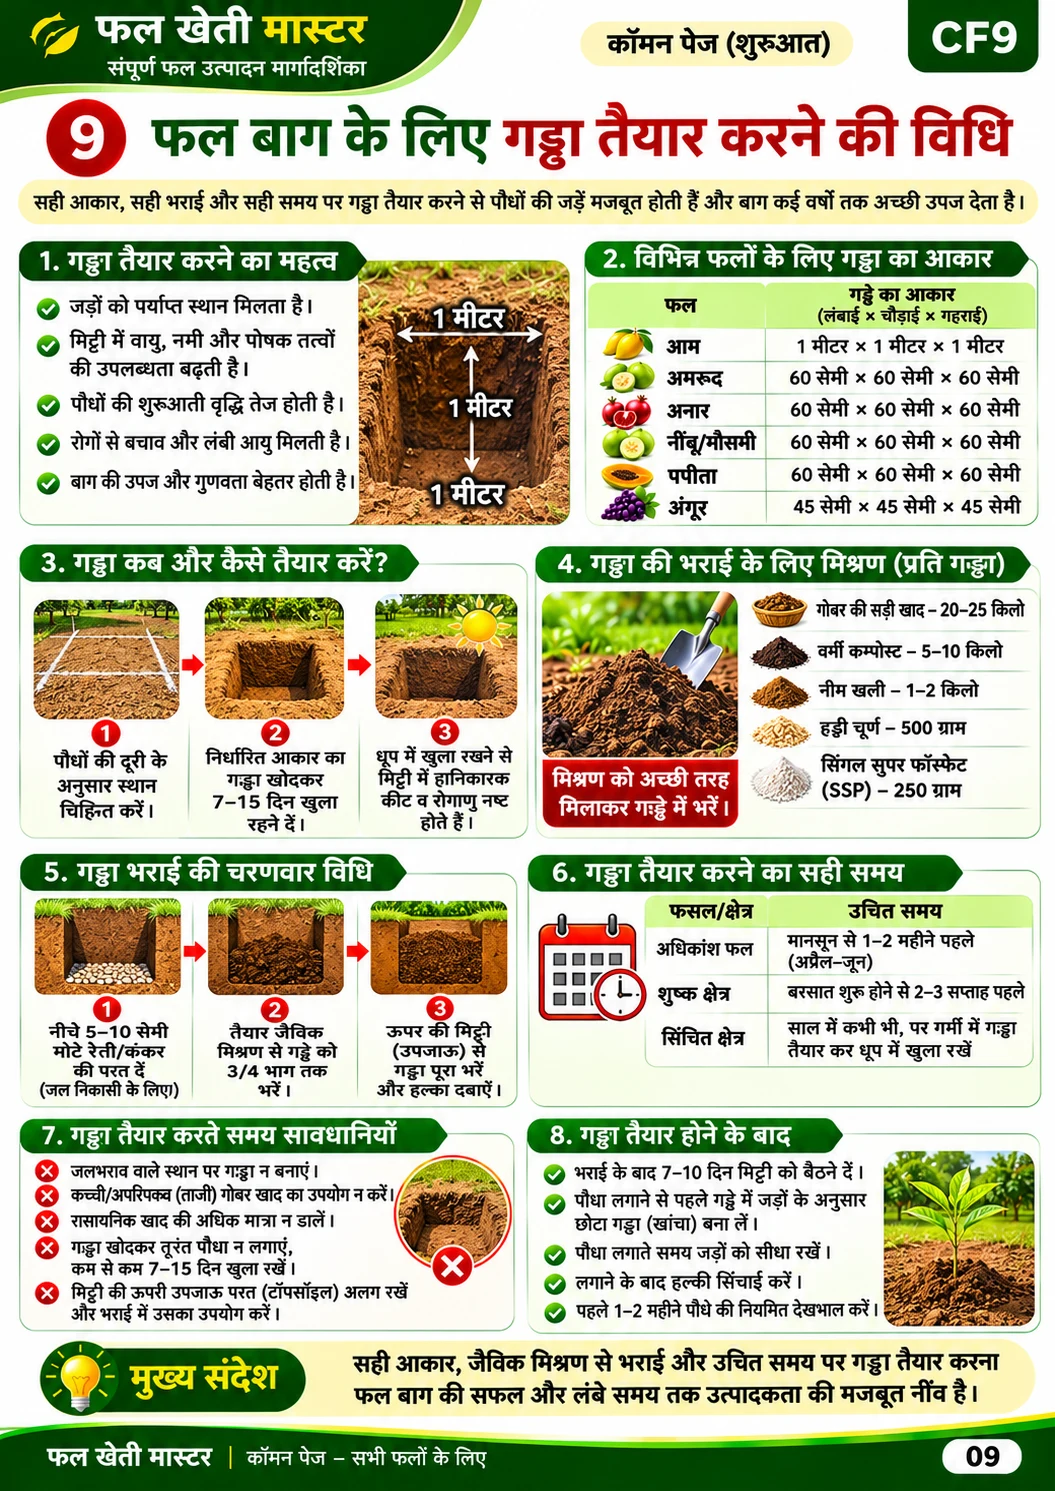 फल खेती मास्टर
संपूर्ण फल उत्पादन मार्गदर्शिका
कॉमन पेज (शुरुआत)
CF9
9 फल बाग के लिए गड्ढा तैयार करने की विधि
सही आकार, सही भराई और सही समय पर गड्ढा तैयार करने से पौधों की जड़ें मजबूत होती हैं और बाग कई वर्षो तक अच्छी उपज देता है।
1. गड्ढा तैयार करने का महत्व
जड़ों को पर्याप्त स्थान मिलता है।
मिट्टी में वायु, नमी और पोषक तत्वों
की उपलब्धता बढ़ती है।
पौधों की शुरुआती वृद्धि तेज होती है।
रोगों से बचाव और लंबी आयु मिलती है।
बाग की उपज और गुणवता बेहतर होती है।
1 मीटर
1 मीटर
1 मीटर
2. विभिन्न फलों के लिए गड्ढा का आकार
फल
गड्ढे का आकार
(लंबाई × चौड़ाई × गहराई)
आम 1 मीटर × 1 मीटर × 1 मीटर
अमरूद 60 सेमी × 60 सेमी × 60 सेमी
अनार 60 सेमी × 60 सेमी × 60 सेमी
नींबू/मौसमी 60 सेमी × 60 सेमी × 60 सेमी
पपीता 60 सेमी × 60 सेमी × 60 सेमी
अंगूर 45 सेमी × 45 सेमी × 45 सेमी
3. गड्ढा कब और कैसे तैयार करें?
1
पौधों की दूरी के
अनुसार स्थान
चिह्नित करें।
2
निर्धारित आकार का
गड्ढा खोदकर
7–15 दिन खुला
रहने दें।
3
धूप में खुला रखने से
मिट्टी में हानिकारक
कीट व रोगाणु नष्ट
होते हैं।
4. गड्ढा की भराई के लिए मिश्रण (प्रति गड्ढा)
मिश्रण को अच्छी तरह
मिलाकर गड्ढे में भरें।
गोबर की सड़ी खाद – 20–25 किलो
वर्मी कम्पोस्ट – 5–10 किलो
नीम खली – 1–2 किलो
हड्डी चूर्ण – 500 ग्राम
सिंगल सुपर फॉस्फेट
(SSP) – 250 ग्राम
5. गड्ढा भराई की चरणवार विधि
1
नीचे 5–10 सेमी
मोटे रेती/कंकर
की परत दें
(जल निकासी के लिए)
2
तैयार जैविक
मिश्रण से गड्ढे को
3/4 भाग तक
भरें।
3
ऊपर की मिट्टी
(उपजाऊ) से
गड्ढा पूरा भरें
और हल्का दबाऐं।
6. गड्ढा तैयार करने का सही समय
फसल/क्षेत्र उचित समय
अधिकांश फल
मानसून से 1–2 महीने पहले
(अप्रैल–जून)
शुष्क क्षेत्र बरसात शुरू होने से 2–3 सप्ताह पहले
सिंचित क्षेत्र
साल में कभी भी, पर गर्मी में गड्ढा
तैयार कर धूप में खुला रखें
7. गड्ढा तैयार करते समय सावधानियाँ
जलभराव वाले स्थान पर गड्ढा न बनाएं।
कच्ची/अपरिपक्व (ताजी) गोबर खाद का उपयोग न करें।
रासायनिक खाद की अधिक मात्रा न डालें।
गड्ढा खोदकर तुरंत पौधा न लगाएं,
कम से कम 7–15 दिन खुला रखें।
मिट्टी की ऊपरी उपजाऊ परत (टॉपसॉइल) अलग रखें
और भराई में उसका उपयोग करें।
8. गड्ढा तैयार होने के बाद
भराई के बाद 7–10 दिन मिट्टी को बैठने दें।
पौधा लगाने से पहले गड्ढे में जड़ों के अनुसार
छोटा गड्ढा (खांचा) बना लें।
पौधा लगाते समय जड़ों को सीधा रखें।
लगाने के बाद हल्की सिंचाई करें।
पहले 1–2 महीने पौधे की नियमित देखभाल करें।
मुख्य संदेश
सही आकार, जैविक मिश्रण से भराई और उचित समय पर गड्ढा तैयार करना
फल बाग की सफल और लंबे समय तक उत्पादकता की मजबूत नींव है।
फल खेती मास्टर | कॉमन पेज – सभी फलों के लिए
09